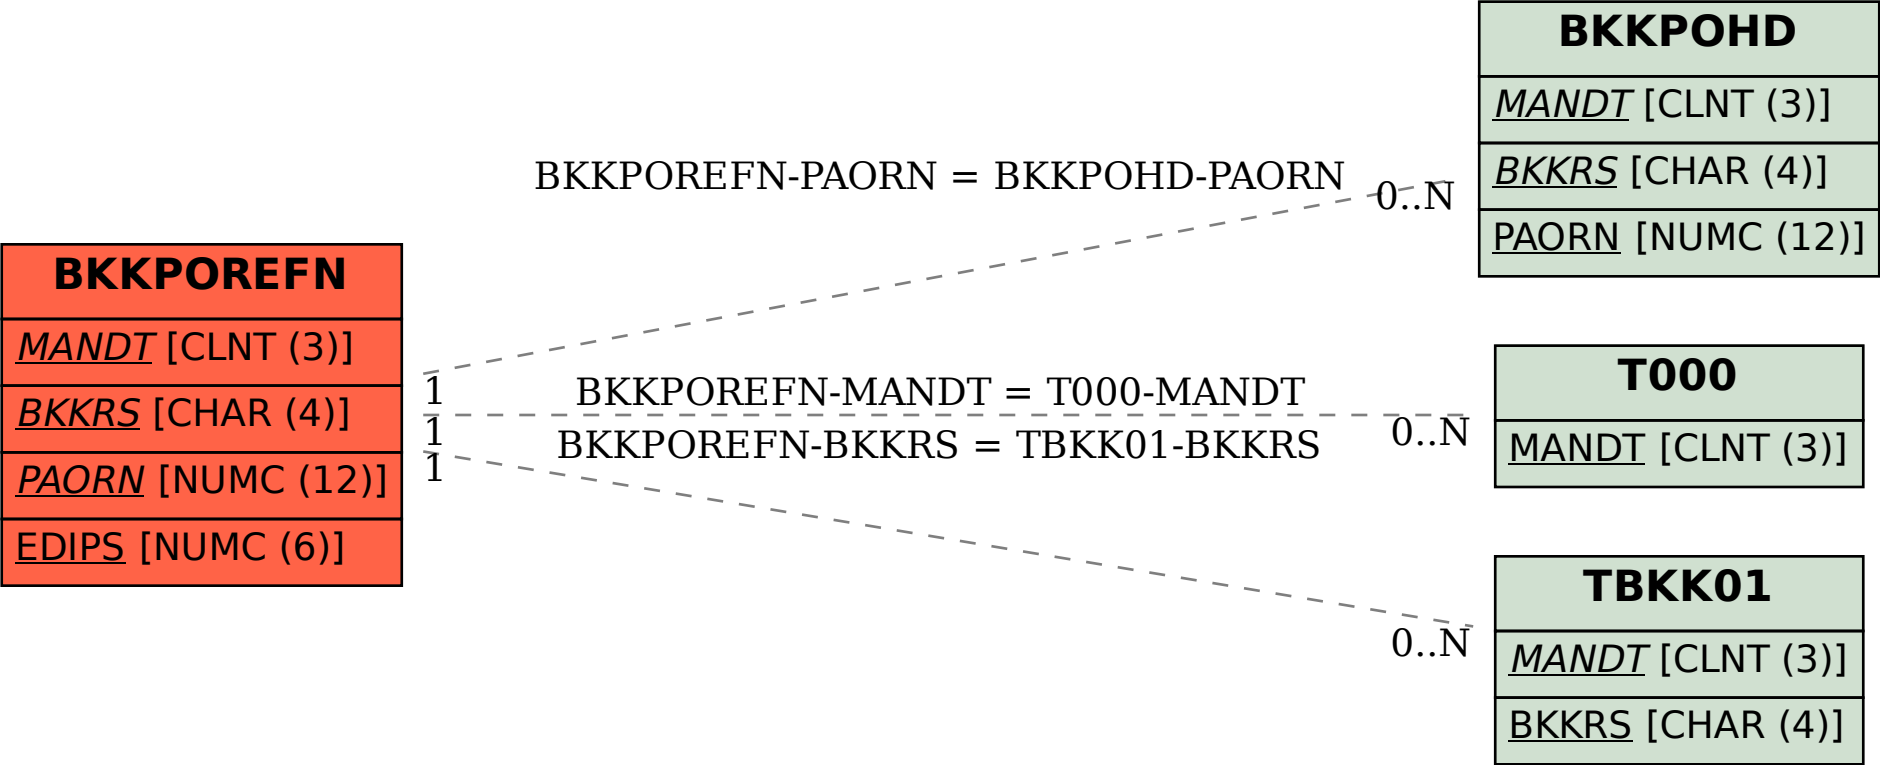 BKKPOREFN
MANDT [CLNT (3)]
BKKRS [CHAR (4)]
PAORN [NUMC (12)]
EDIPS [NUMC (6)]
BKKPOREFN-PAORN = BKKPOHD-PAORN
0..N
1
BKKPOREFN-MANDT = T000-MANDT
0..N
1
BKKPOREFN-BKKRS = TBKK01-BKKRS
0..N
1
BKKPOHD
MANDT [CLNT (3)]
BKKRS [CHAR (4)]
PAORN [NUMC (12)]
T000
MANDT [CLNT (3)]
TBKK01
MANDT [CLNT (3)]
BKKRS [CHAR (4)]